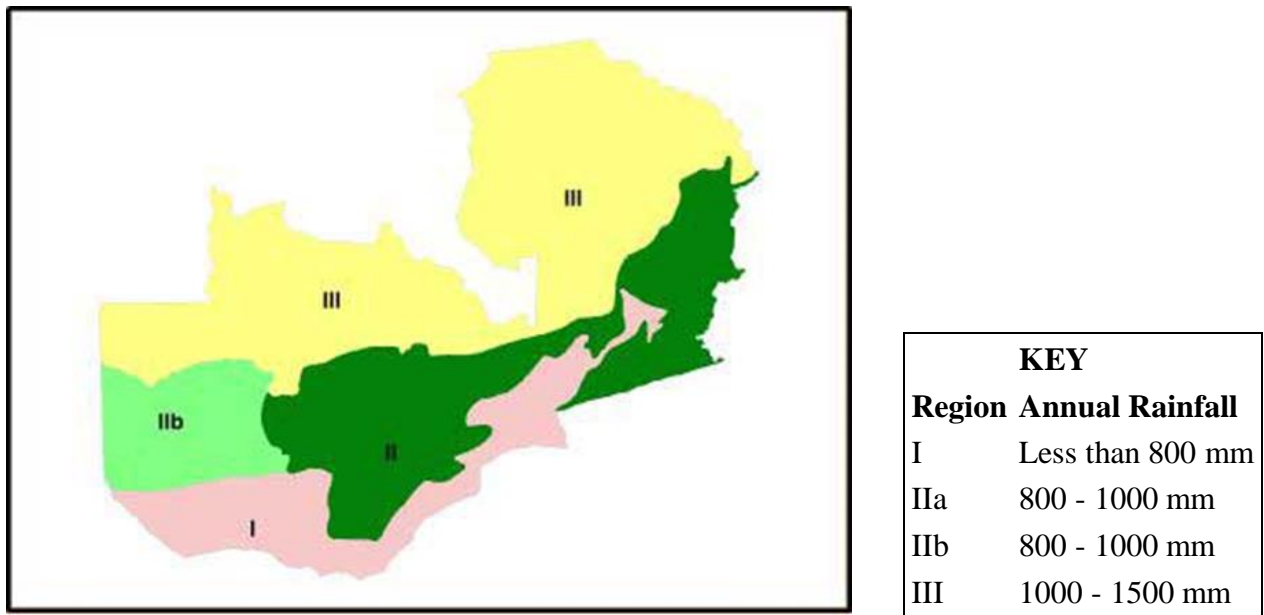 III
III
IIb
II
I
KEY
Region Annual Rainfall
I Less than 800 mm
IIa 800 - 1000 mm
IIb 800 - 1000 mm
III 1000 - 1500 mm